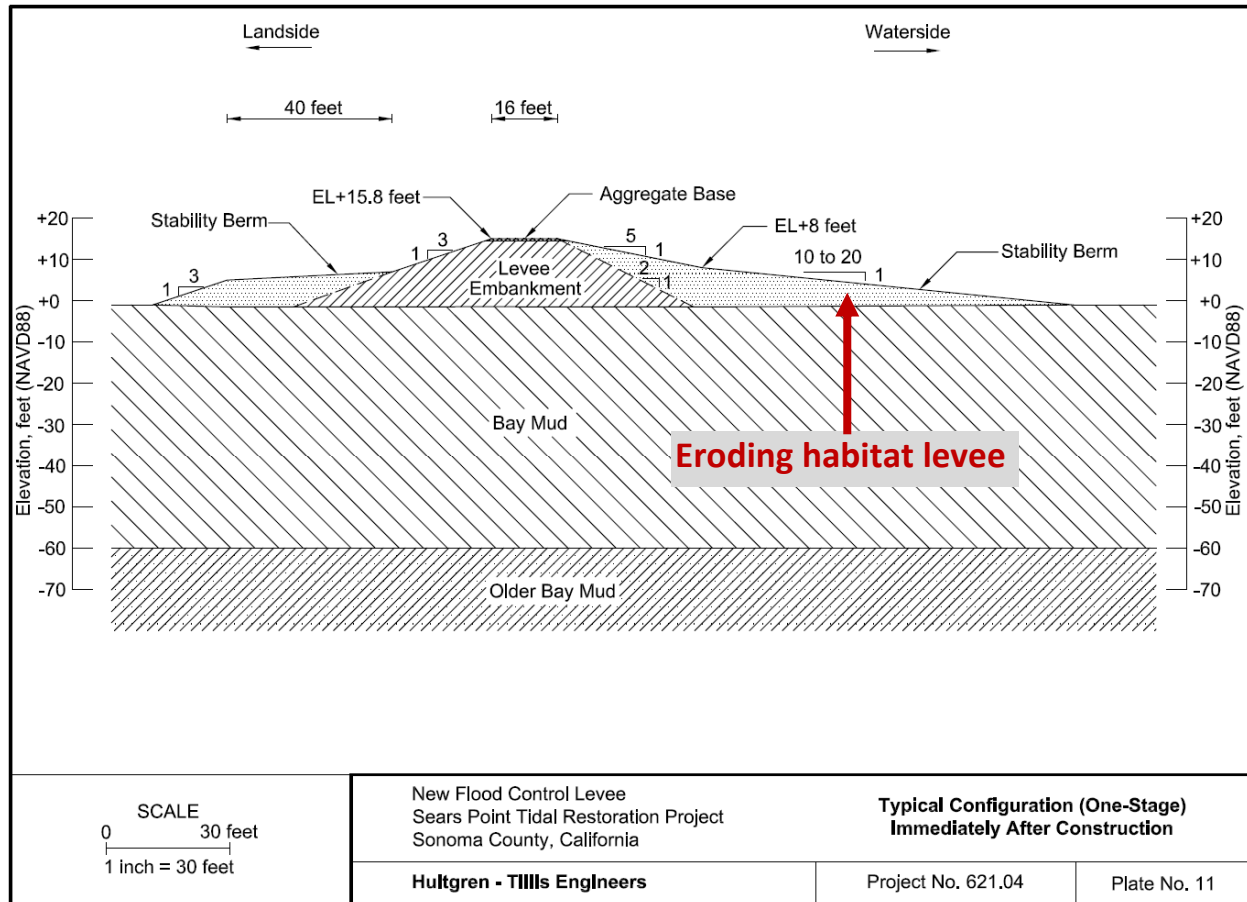 Landside
Waterside
40 feet
16 feet
EL+15.8 feet
Aggregate Base
Stability Berm
EL+8 feet
Stability Berm
+20
+10
+0
-10
-20
-30
-40
-50
-60
-70
Elevation, feet (NAVD88)
1
3
1
3
5
1
2
1
10 to 20
1
Levee
Embankment
Bay Mud
Eroding habitat levee
Older Bay Mud
+20
+10
+0
-10
-20
-30
-40
-50
-60
-70
Elevation, feet (NAVD88)
SCALE
0 30 feet
1 inch = 30 feet
New Flood Control Levee
Sears Point Tidal Restoration Project
Sonoma County, California
Typical Configuration (One-Stage)
Immediately After Construction
Hultgren - Tillis Engineers
Project No. 621.04
Plate No. 11